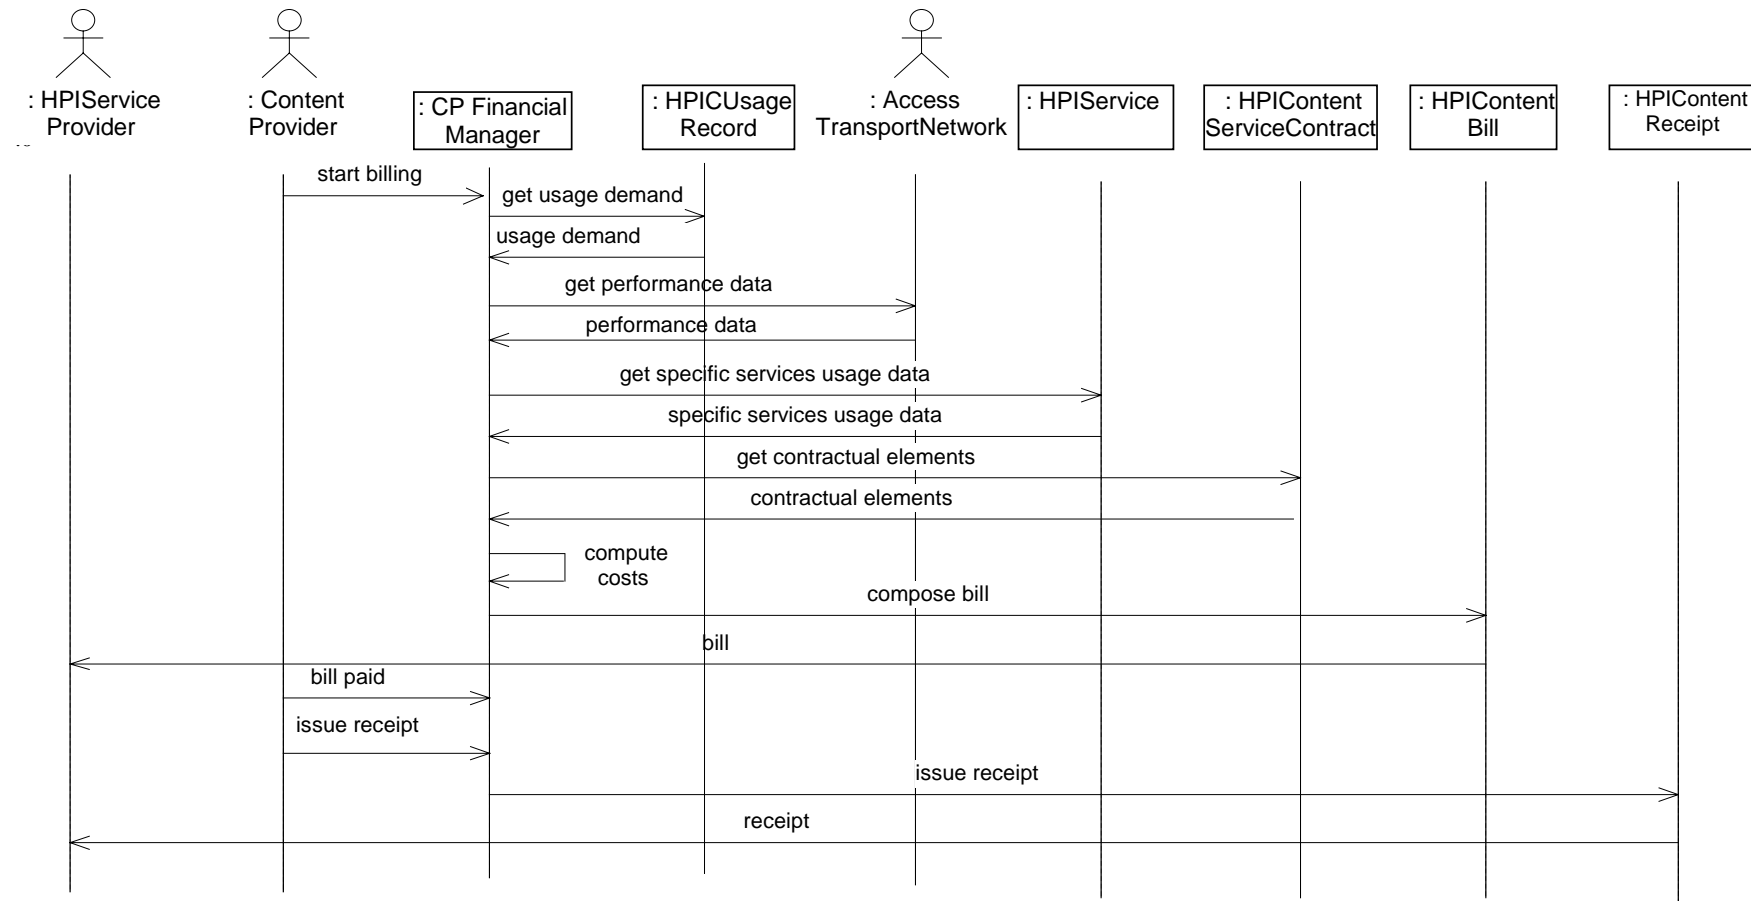 : HPIService
Provider
: Content
Provider
: CP Financial
Manager
: HPICUsage
Record
: Access
TransportNetwork
: HPIService
: HPIContent
ServiceContract
: HPIContent
Bill
: HPIContent
Receipt
start billing
get usage demand
usage demand
get performance data
performance data
get specific services usage data
specific services usage data
get contractual elements
contractual elements
compute
costs
compose bill
bill
bill paid
issue receipt
issue receipt
receipt